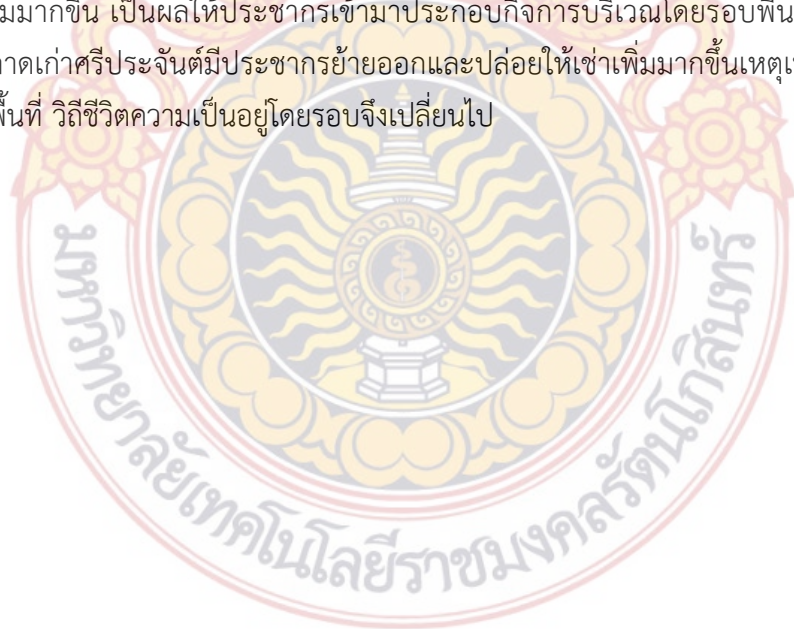 มมากขึ้น เป็นผลให้ประชากรเข้ามาประกอบกิจการบริเวณโดยรอบพื้น
าดเก่าศรีประจันต์มีประชากรย้ายออกและปล่อยให้เช่าเพิ่มมากขึ้นเหตุเ
พื้นที่ วิถีชีวิตความเป็นอยู่โดยรอบจึงเปลี่ยนไป
มหาวิทยาลัยเทคโนโลยีราชมงคลรัตนโกสินทร์